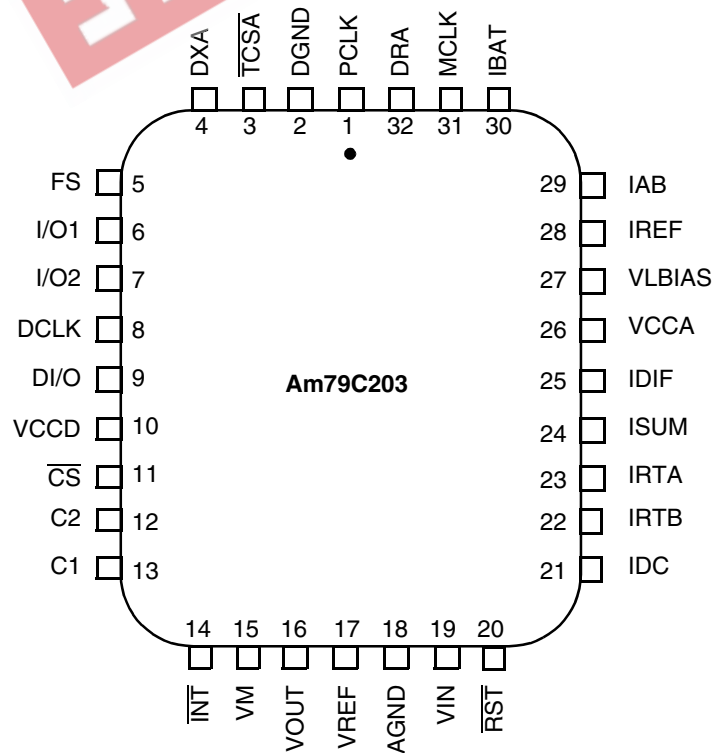 DXA TCSA DGND PCLK DRA MCLK IBAT
4 3 2 1 32 31 30
FS 5 29 IAB
I/O1 6 28 IREF
I/O2 7 27 VLBIAS
DCLK 8 26 VCCA
DI/O 9 25 IDIF
Am79C203
VCCD 10 24 ISUM
CS 11 23 IRTA
C2 12 22 IRTB
C1 13 21 IDC
14 15 16 17 18 19 20
INT VM VOUT VREF AGND VIN RST